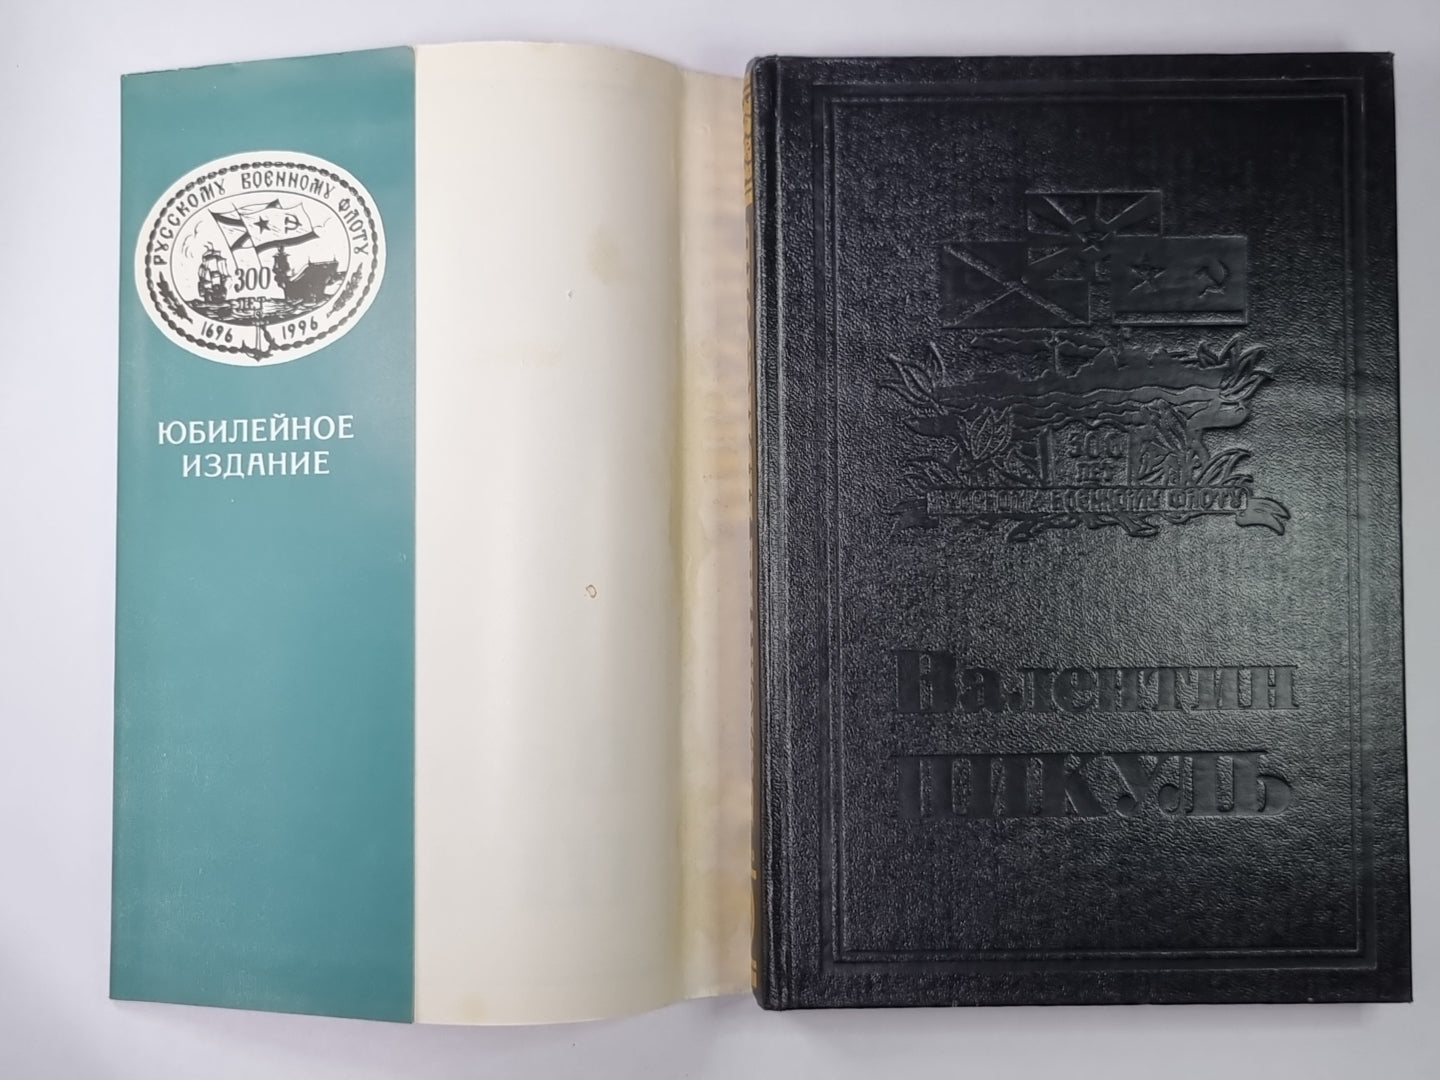 РУССКОМУ ВОЕННОМУ ФЛОТУ
300
ЛЕТ
1696 1996
ЮБИЛЕЙНОЕ
ИЗДАНИЕ
300
ЛЕТ
РУССКОМУ ВОЕННОМУ ФЛОТУ
Валентин
ПИКУЛЬ